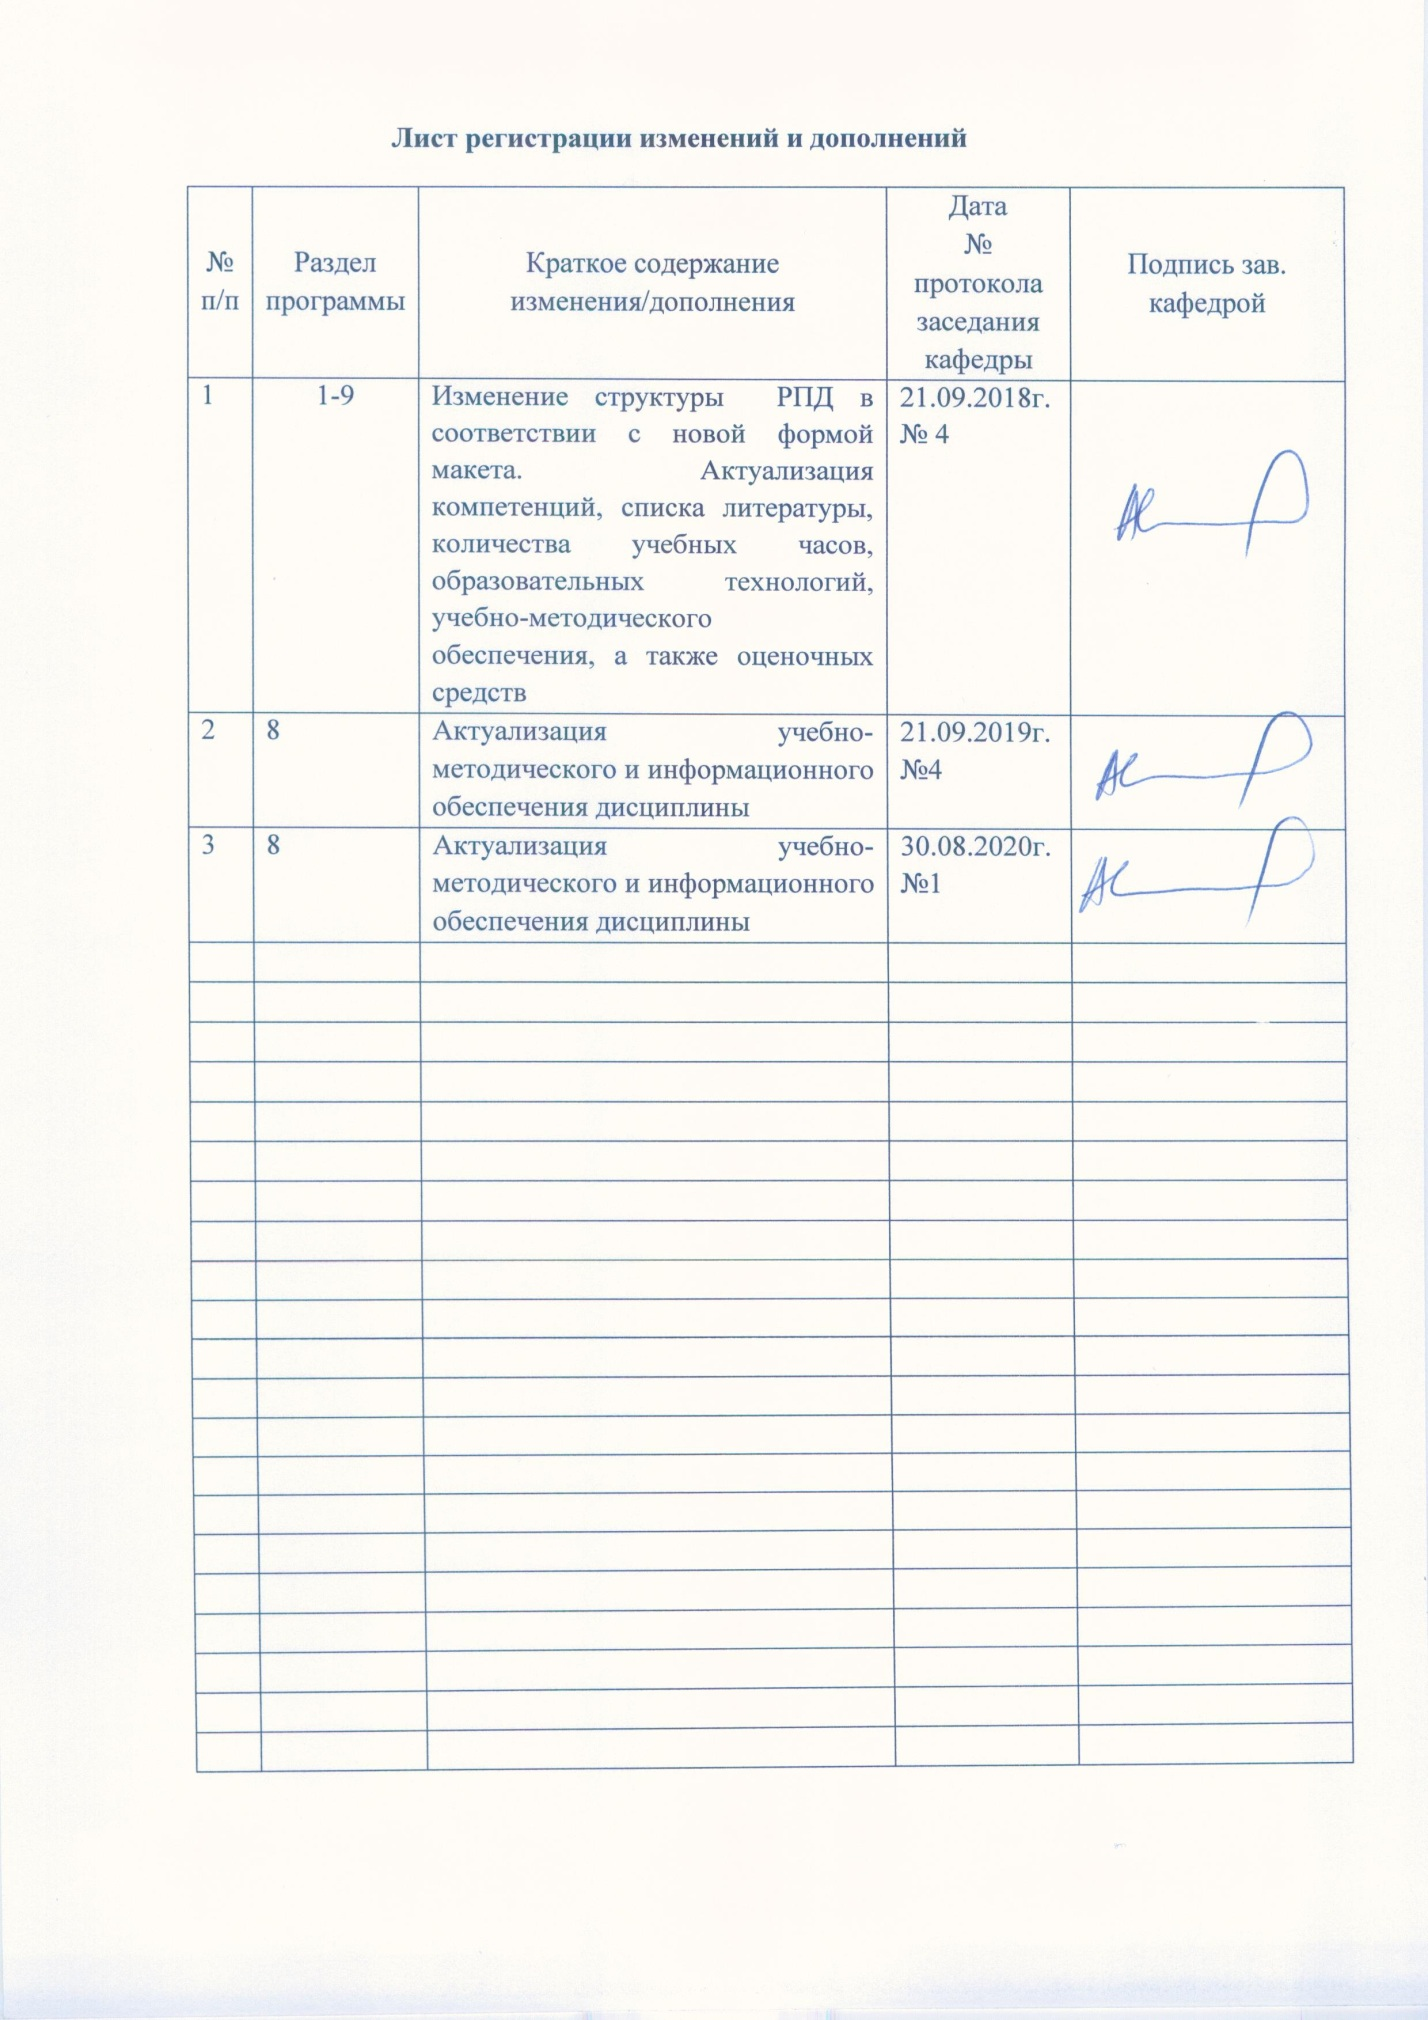 Лист регистрации изменений и дополнений
№
п/п
Раздел
программы
Краткое содержание
изменения/дополнения
Дата
№
протокола
заседания
кафедры
Подпись зав.
кафедрой
1
1-9
Изменение структуры РПД в
соответствии с новой формой
макета. Актуализация
компетенций, списка литературы,
количества учебных часов,
образовательных технологий,
учебно-методического
обеспечения, а также оценочных
средств
21.09.2018г.
№ 4
2
8
Актуализация учебно-
методического и информационного
обеспечения дисциплины
21.09.2019г.
№4
3
8
Актуализация учебно-
методического и информационного
обеспечения дисциплины
30.08.2020г.
№1